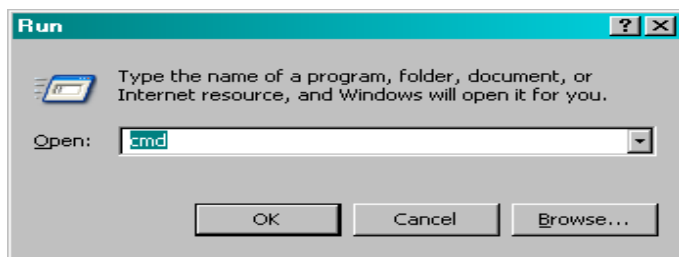 Run ? X
Type the name of a program, folder, document, or
Internet resource, and Windows will open it for you.
Open: cmd
OK Cancel Browse...